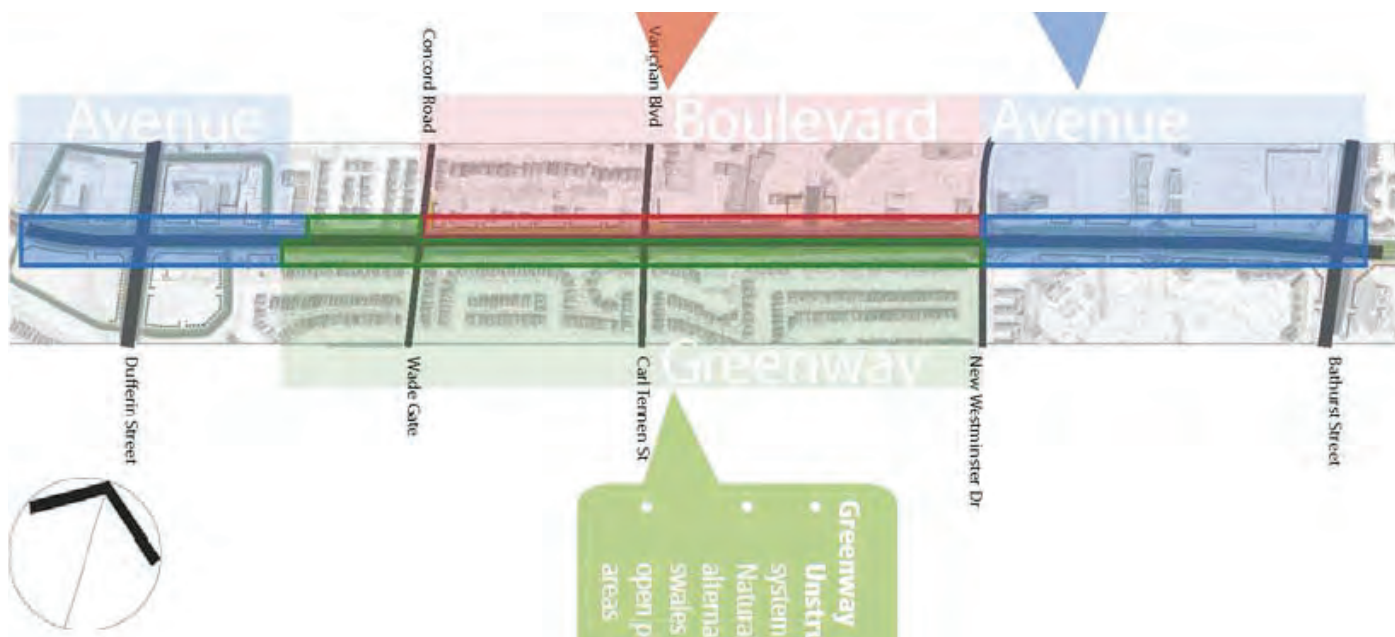 Concord Road
Vaughan Blvd
Avenue
Boulevard
Avenue
Greenway
Dufferin Street
Wade Gate
Carl Tennen St
New Westminster Dr
Bathurst Street
Greenway
Unstru
system
Natura
alterna
swales
open p
areas